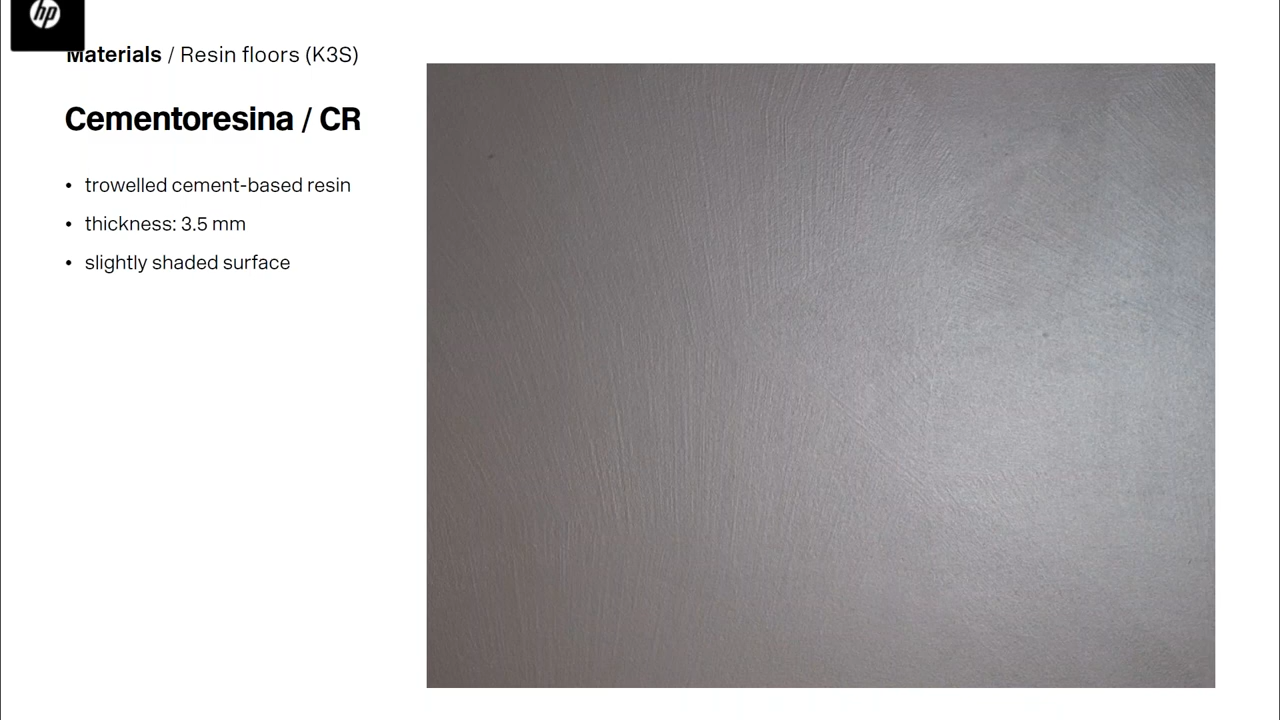 hp
Materials / Resin floors (K3S)
Cementoresina / CR
• trowelled cement-based resin
• thickness: 3.5 mm
• slightly shaded surface